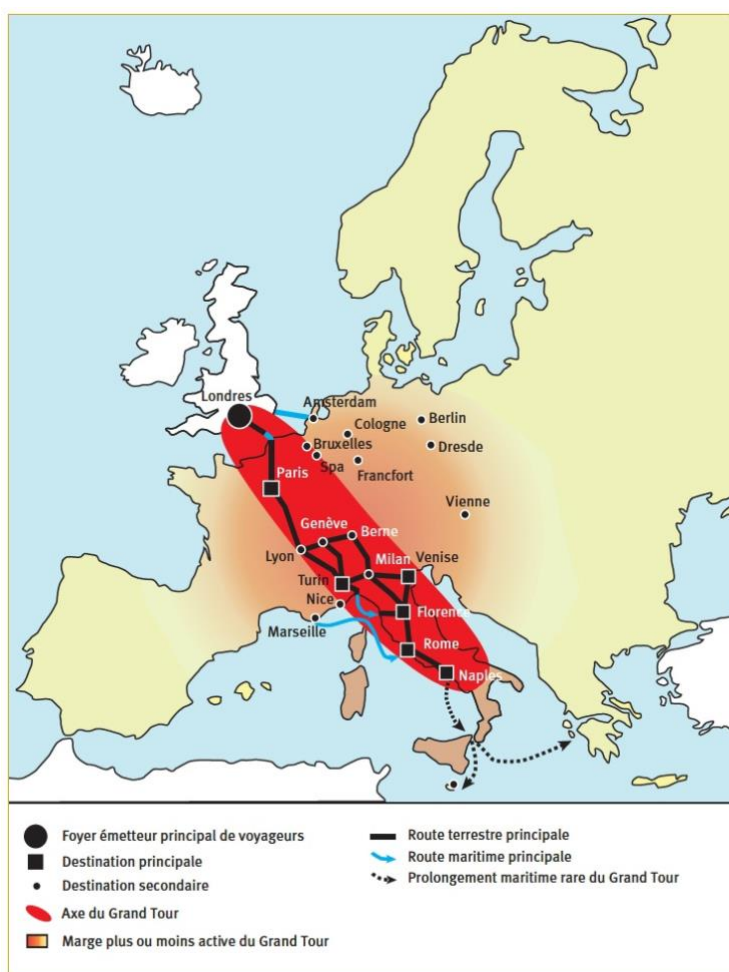 Londres
Amsterdam
Berlin
Cologne
Bruxelles
Dresde
Spa
Francfort
Paris
Vienne
Genève
Berne
Lyon
Milan
Venise
Turin
Nice
Florence
Marseille
Rome
Naples
Foyer émetteur principal de voyageurs
Destination principale
Destination secondaire
Axe du Grand Tour
Marge plus ou moins active du Grand Tour
Route terrestre principale
Route maritime principale
Prolongement maritime rare du Grand Tour